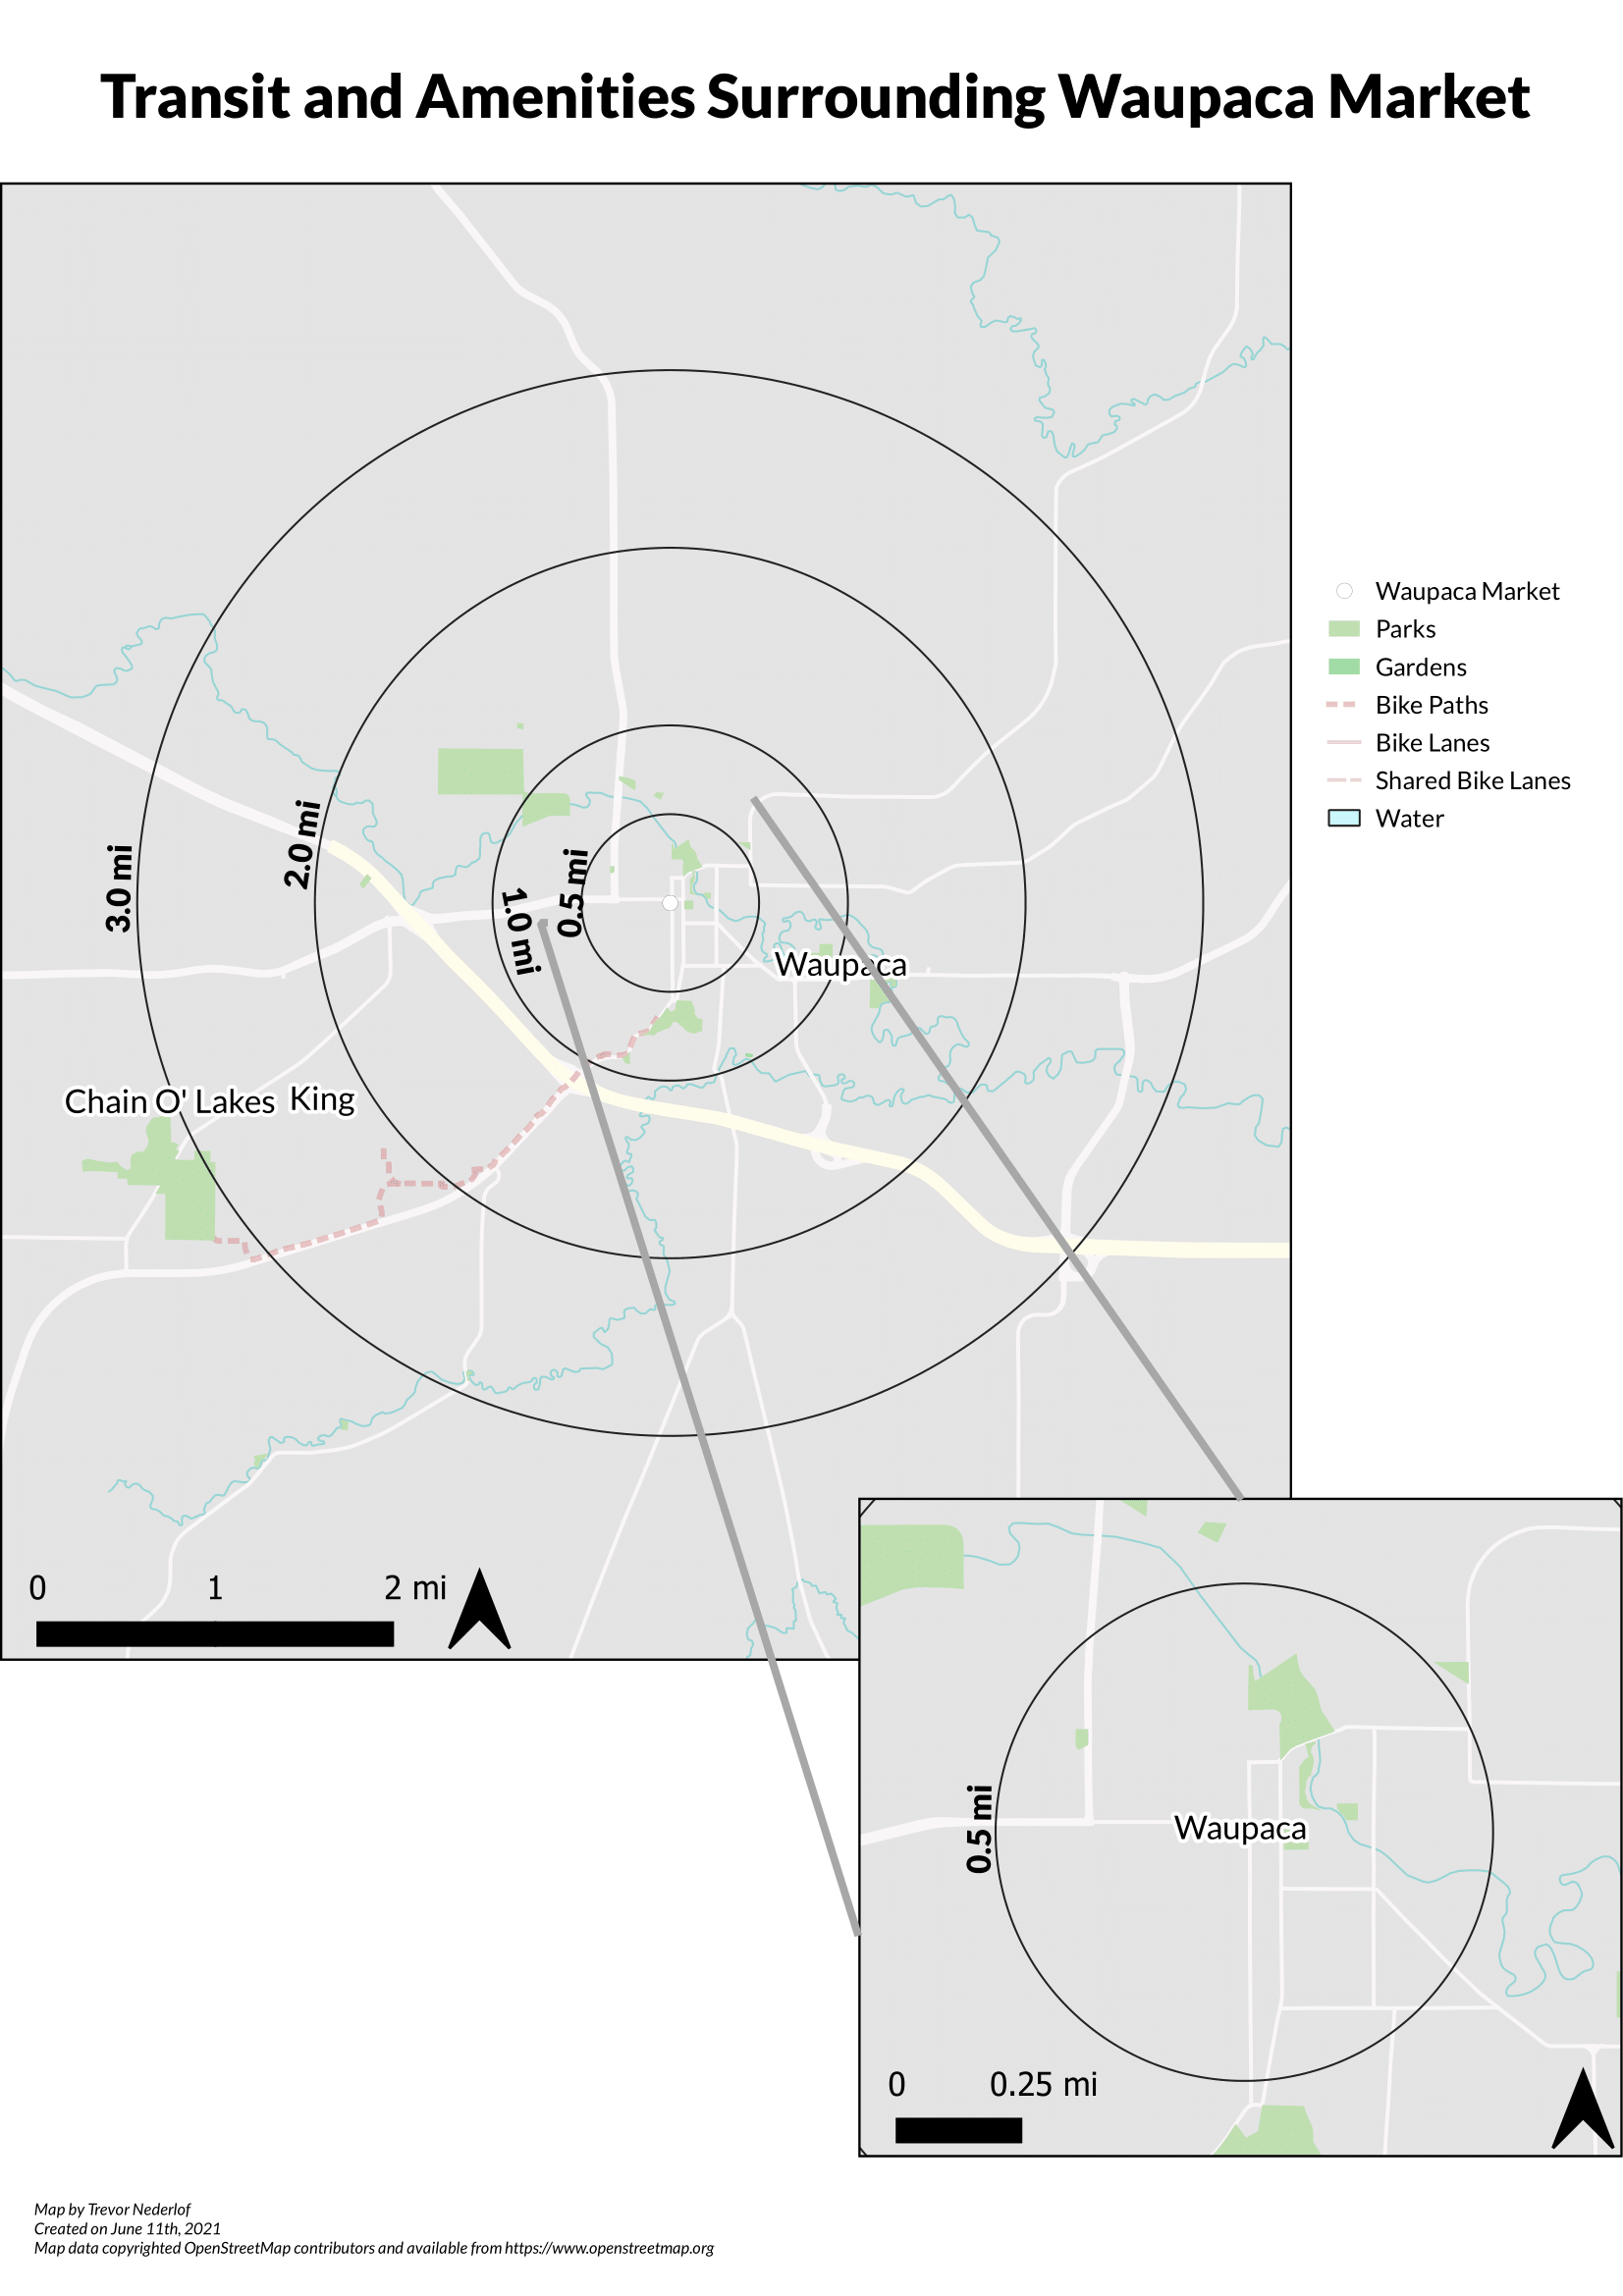 Transit and Amenities Surrounding Waupaca Market
Waupaca Market
Parks
Gardens
Bike Paths
Bike Lanes
Shared Bike Lanes
Water
3.0 mi
2.0 mi
1.0 mi
0.5 mi
Waupaca
Chain O' Lakes
King
0 1 2 mi
0.5 mi
Waupaca
0 0.25 mi
Map by Trevor Nederlof
Created on June 11th, 2021
Map data copyrighted OpenStreetMap contributors and available from https://www.openstreetmap.org